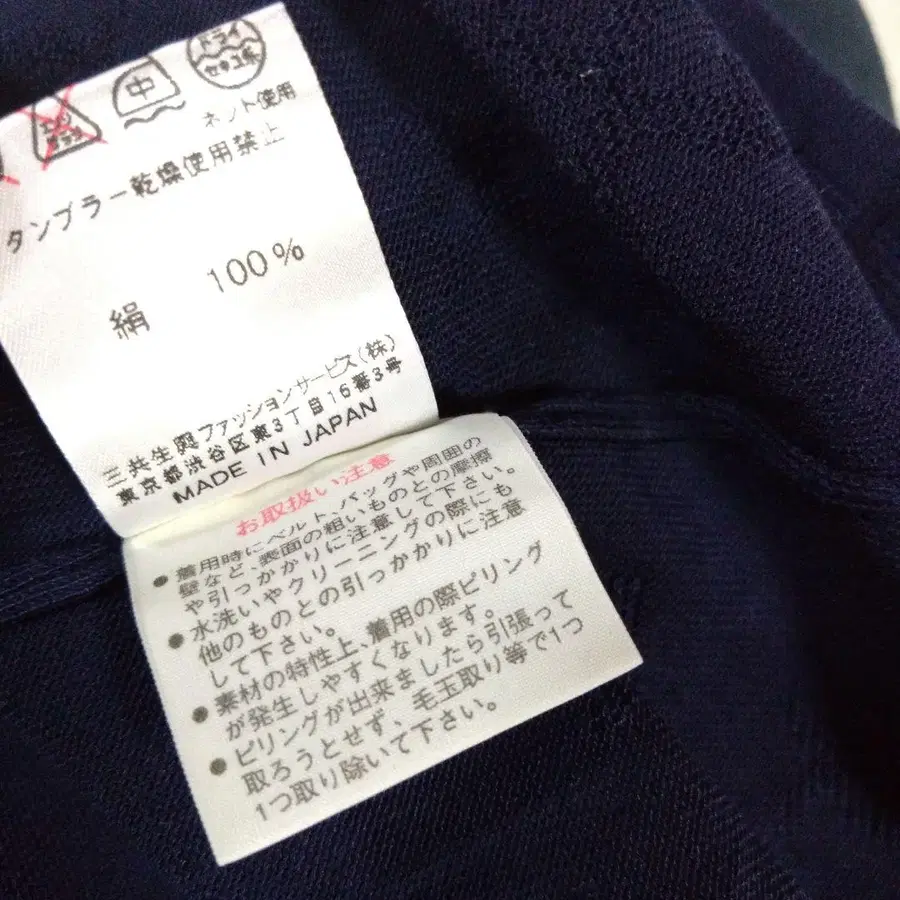 ドライ
セキユ系
エンソ
サラシ
中
ネット使用
タンブラー乾燥使用禁止
絹 100%
三共生興ファッションサービス(株)
東京都渋谷区東3丁目16番3号
MADE IN JAPAN
お取扱い注意
●着用時にベルト、バッグや周囲の
壁など、表面の粗いものとの摩擦
や引っかかりに注意して下さい。
●水洗いやクリーニングの際にも
他のものとの引っかかりに注意
して下さい。
●素材の特性上、着用の際ピリング
が発生しやすくなります。
●ピリングが出来ましたら引張って
取ろうとせず、毛玉取り等で1つ
1つ取り除いて下さい。